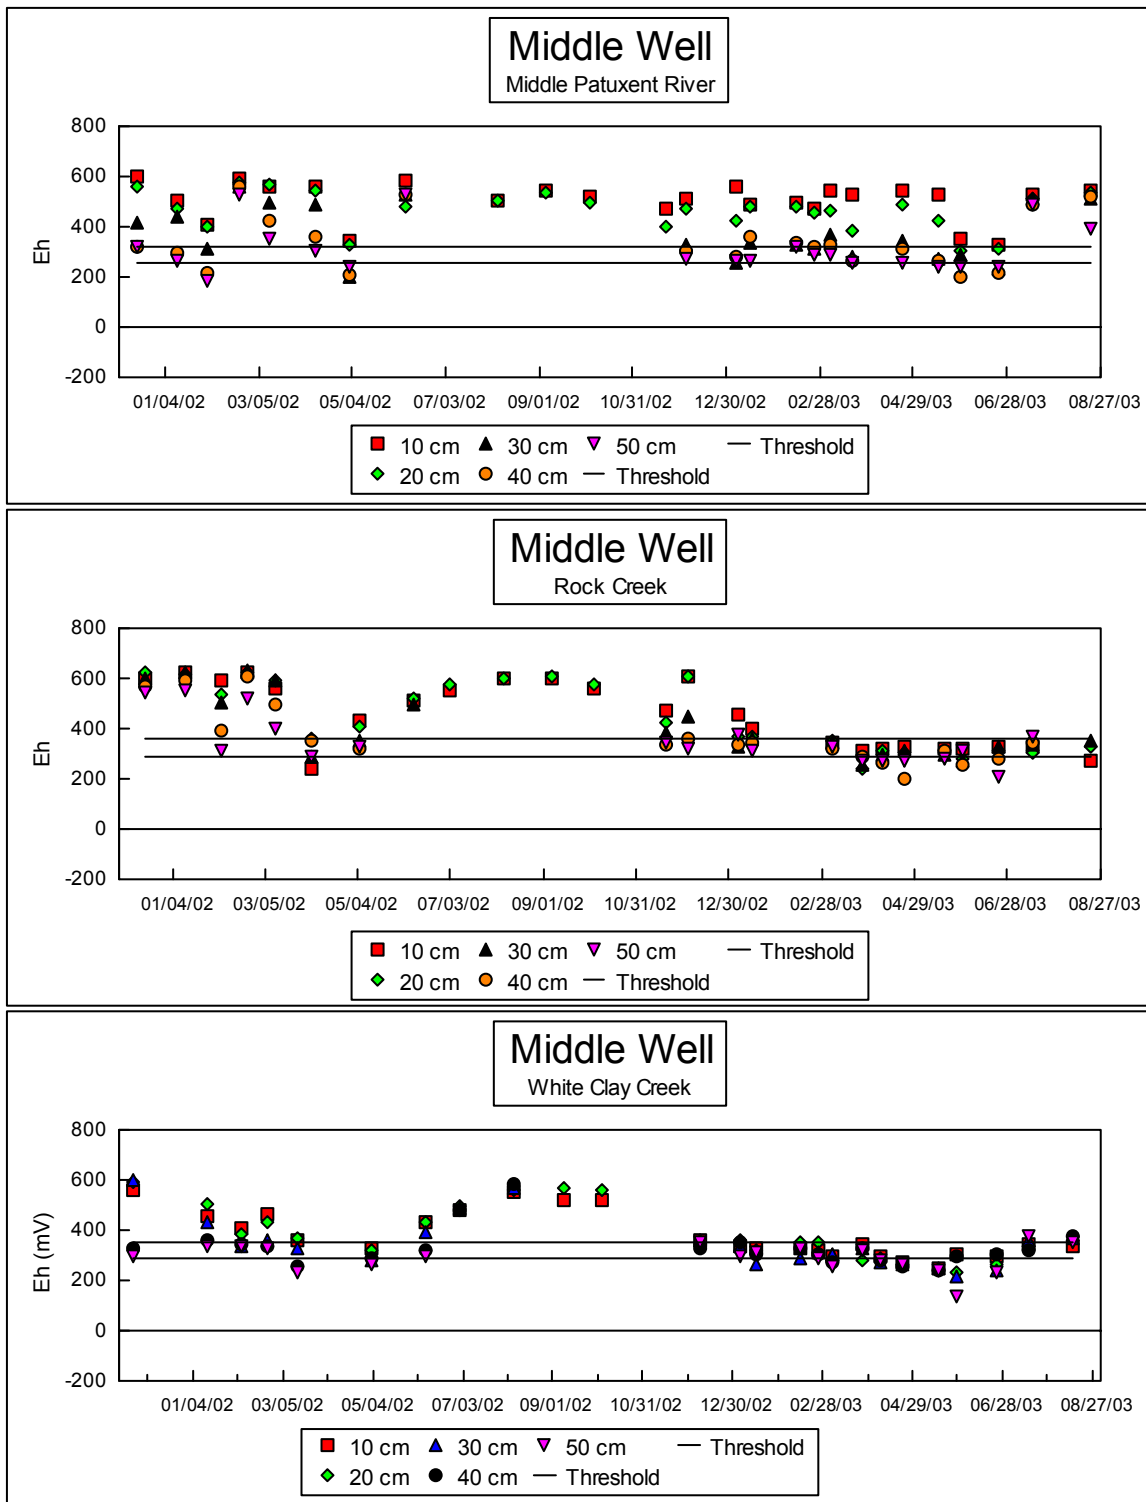 Middle Well
Middle Patuxent River
800
600
400
200
0
-200
Eh
01/04/02 03/05/02 05/04/02 07/03/02 09/01/02 10/31/02 12/30/02 02/28/03 04/29/03 06/28/03 08/27/03
10 cm 30 cm 50 cm Threshold
20 cm 40 cm Threshold
Middle Well
Rock Creek
800
600
400
200
0
-200
Eh
01/04/02 03/05/02 05/04/02 07/03/02 09/01/02 10/31/02 12/30/02 02/28/03 04/29/03 06/28/03 08/27/03
10 cm 30 cm 50 cm Threshold
20 cm 40 cm Threshold
Middle Well
White Clay Creek
800
600
400
200
0
-200
Eh (mV)
01/04/02 03/05/02 05/04/02 07/03/02 09/01/02 10/31/02 12/30/02 02/28/03 04/29/03 06/28/03 08/27/03
10 cm 30 cm 50 cm Threshold
20 cm 40 cm Threshold